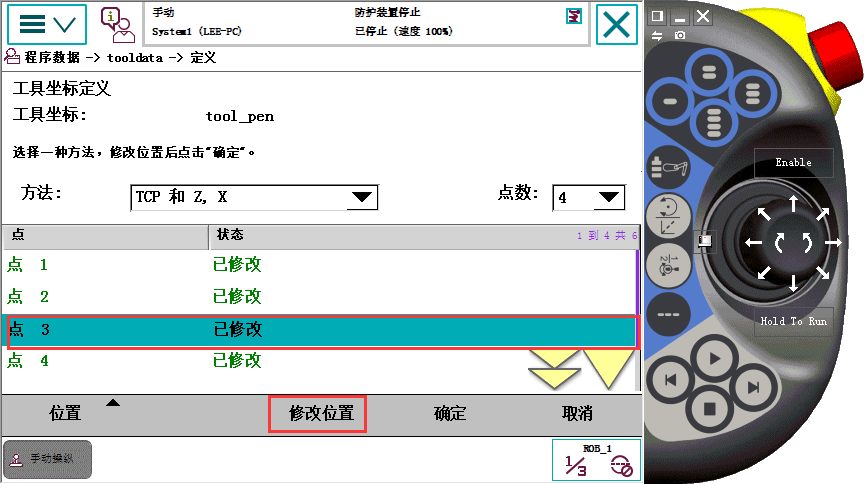 手动
System1 (LEE-PC)
防护装置停止
已停止 (速度 100%)
程序数据 -> tooldata -> 定义
工具坐标定义
工具坐标: tool_pen
选择一种方法，修改位置后点击"确定"。
方法: TCP 和 Z, X 点数: 4
点 状态 1 到 4 共 6
点 1 已修改
点 2 已修改
点 3 已修改
点 4 已修改
位置 修改位置 确定 取消
手动操纵
ROB_1
1/3
Enable
Hold To Run